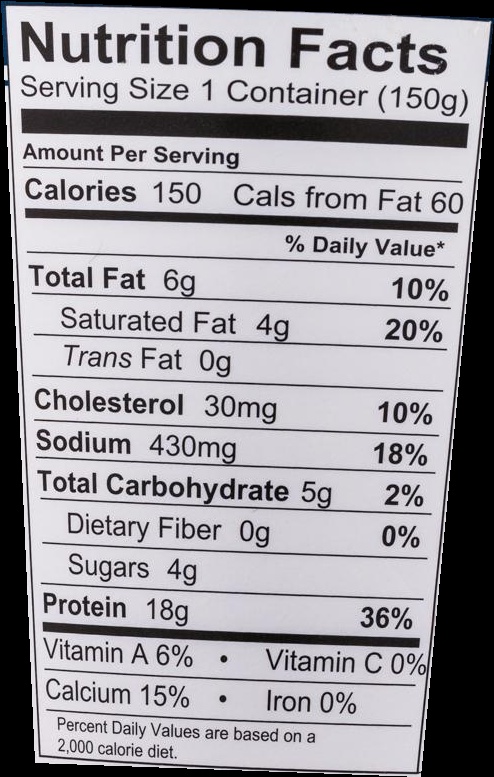 Nutrition Facts
Serving Size 1 Container (150g)
Amount Per Serving
Calories 150 Cals from Fat 60
% Daily Value*
Total Fat 6g 10%
Saturated Fat 4g 20%
Trans Fat 0g
Cholesterol 30mg 10%
Sodium 430mg 18%
Total Carbohydrate 5g 2%
Dietary Fiber 0g 0%
Sugars 4g
Protein 18g 36%
Vitamin A 6% • Vitamin C 0%
Calcium 15% • Iron 0%
Percent Daily Values are based on a
2,000 calorie diet.